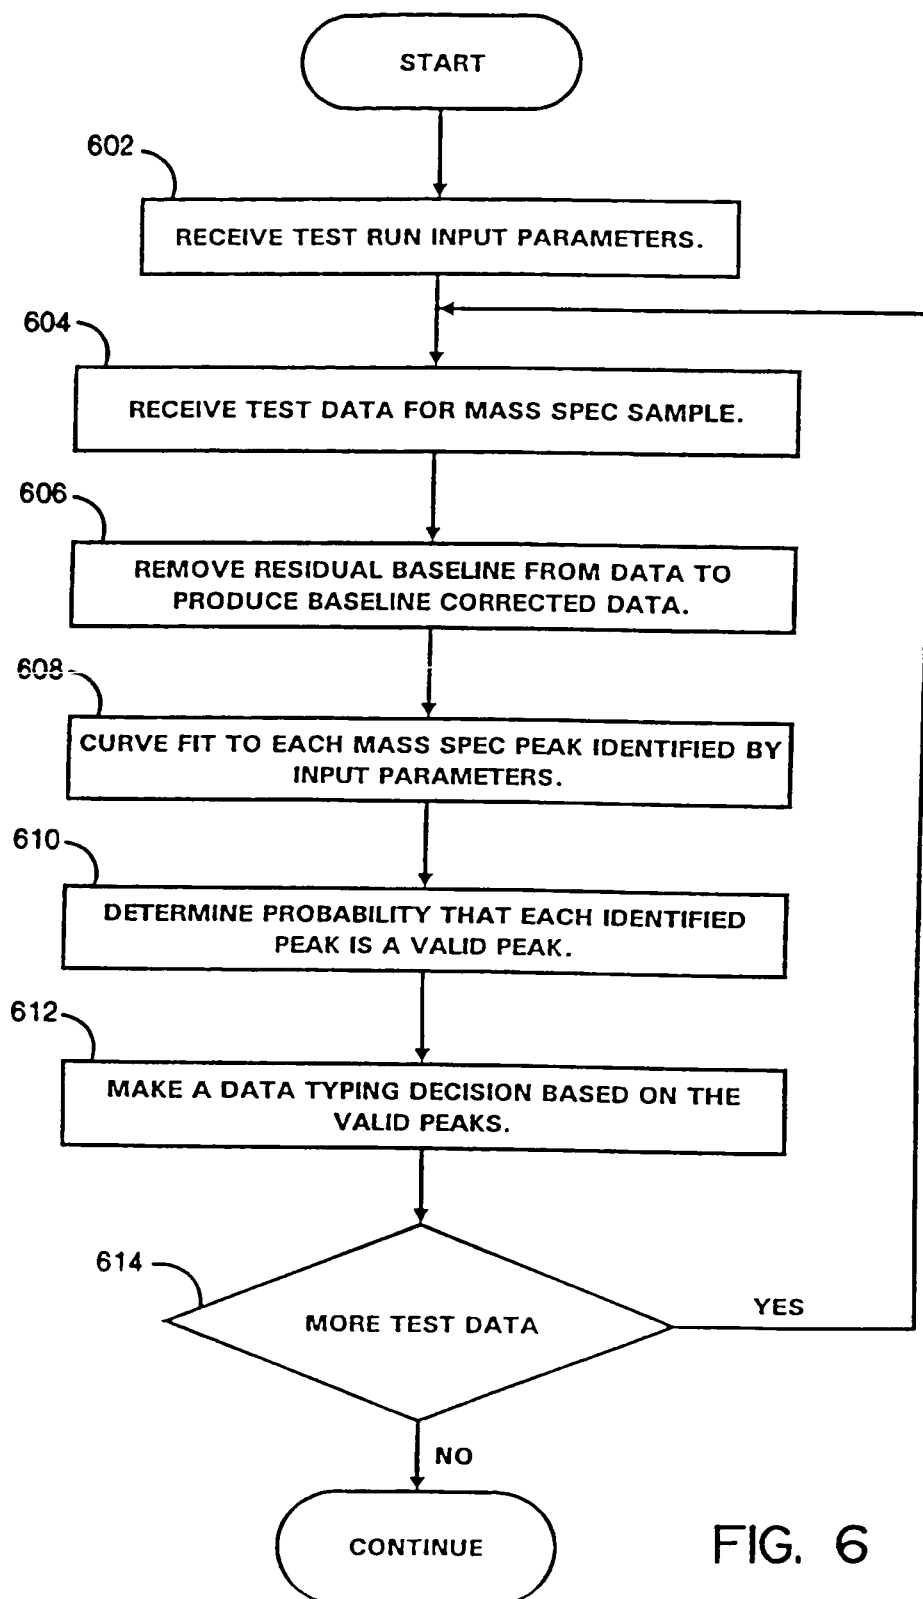 START
602
RECEIVE TEST RUN INPUT PARAMETERS.
604
RECEIVE TEST DATA FOR MASS SPEC SAMPLE.
606
REMOVE RESIDUAL BASELINE FROM DATA TO
PRODUCE BASELINE CORRECTED DATA.
608
CURVE FIT TO EACH MASS SPEC PEAK IDENTIFIED BY
INPUT PARAMETERS.
610
DETERMINE PROBABILITY THAT EACH IDENTIFIED
PEAK IS A VALID PEAK.
612
MAKE A DATA TYPING DECISION BASED ON THE
VALID PEAKS.
614
MORE TEST DATA
YES
NO
CONTINUE
FIG. 6